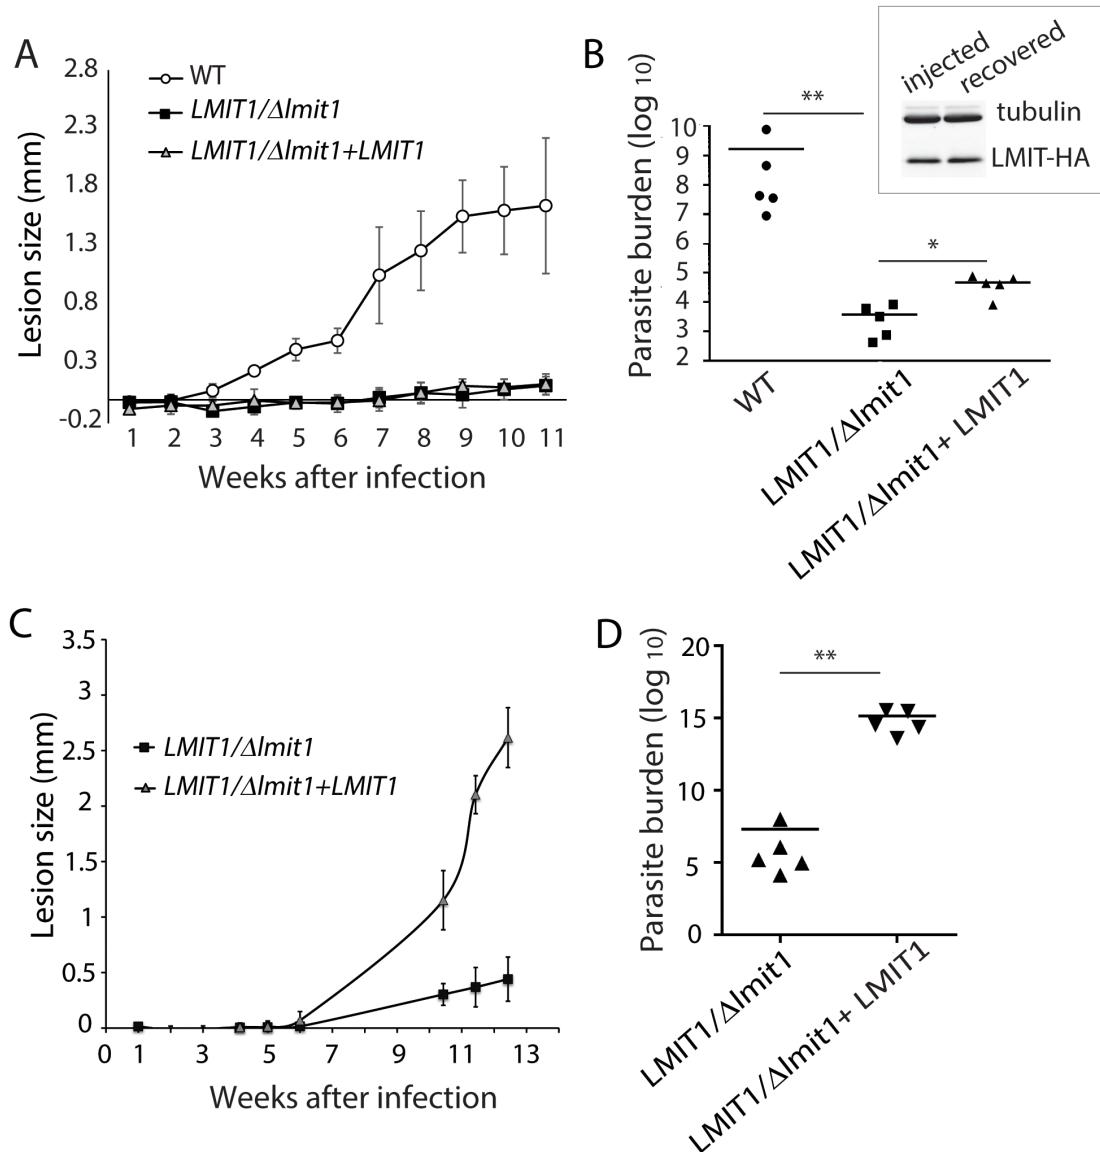 A
Lesion size (mm)
2.8
2.3
1.8
1.3
0.8
0.3
-0.2
WT
LMIT1/Δlmit1
LMIT1/Δlmit1+LMIT1
1 2 3 4 5 6 7 8 9 10 11
Weeks after infection
B
Parasite burden (log 10)
10
9
8
7
6
5
4
3
2
**
*
WT
LMIT1/Δlmit1
LMIT1/Δlmit1+ LMIT1
injected
recovered
tubulin
LMIT-HA
C
Lesion size (mm)
3.5
3
2.5
2
1.5
1
0.5
0
LMIT1/Δlmit1
LMIT1/Δlmit1+LMIT1
0 1 3 5 7 9 11 13
Weeks after infection
D
Parasite burden (log 10)
20
15
10
5
0
**
LMIT1/Δlmit1
LMIT1/Δlmit1+ LMIT1